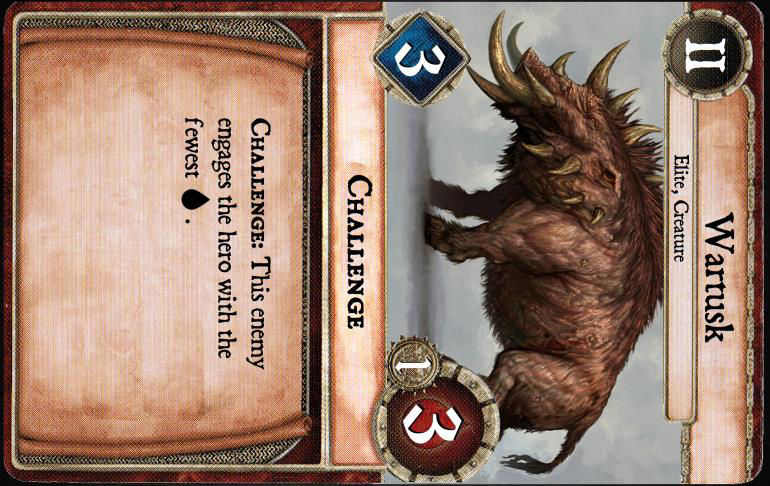 II
Wartusk
Elite, Creature
3
1
3
CHALLENGE
CHALLENGE: This enemy
engages the hero with the
fewest .